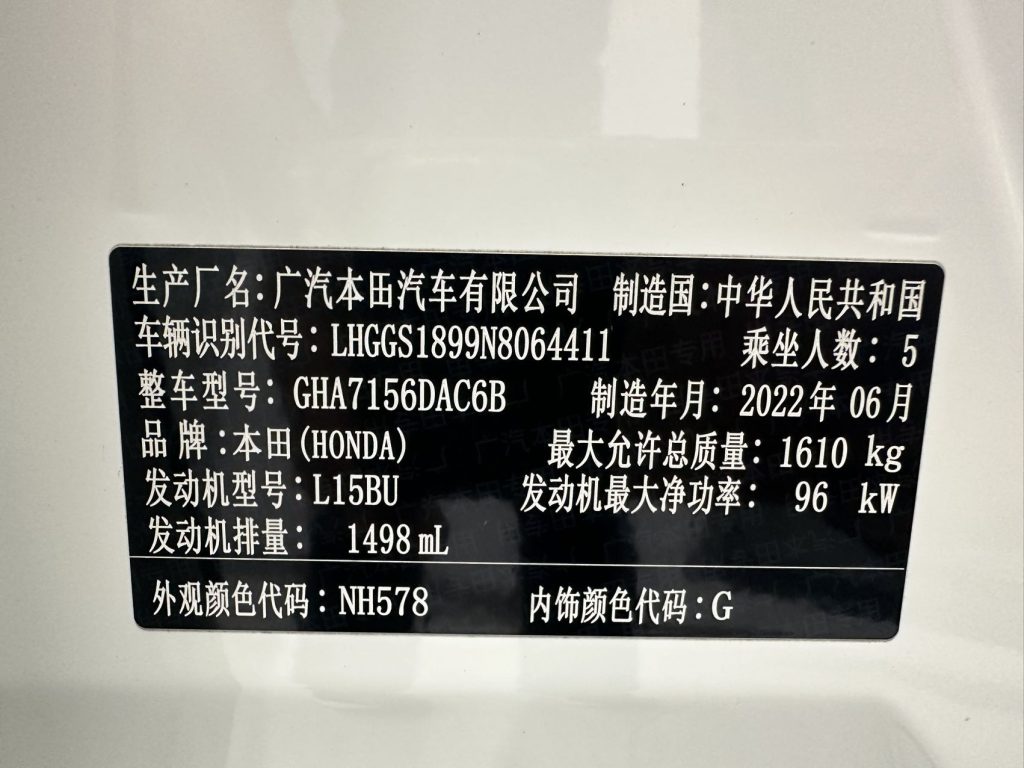 生产厂名:广汽本田汽车有限公司 制造国:中华人民共和国
车辆识别代号:LHGGS1899N8064411 乘坐人数:5
整车型号:GHA7156DAC6B 制造年月:2022年 06月
品 牌:本田(HONDA) 最大允许总质量:1610 kg
发动机型号:L15BU 发动机最大净功率: 96 kW
发动机排量: 1498 mL
外观颜色代码:NH578 内饰颜色代码:G